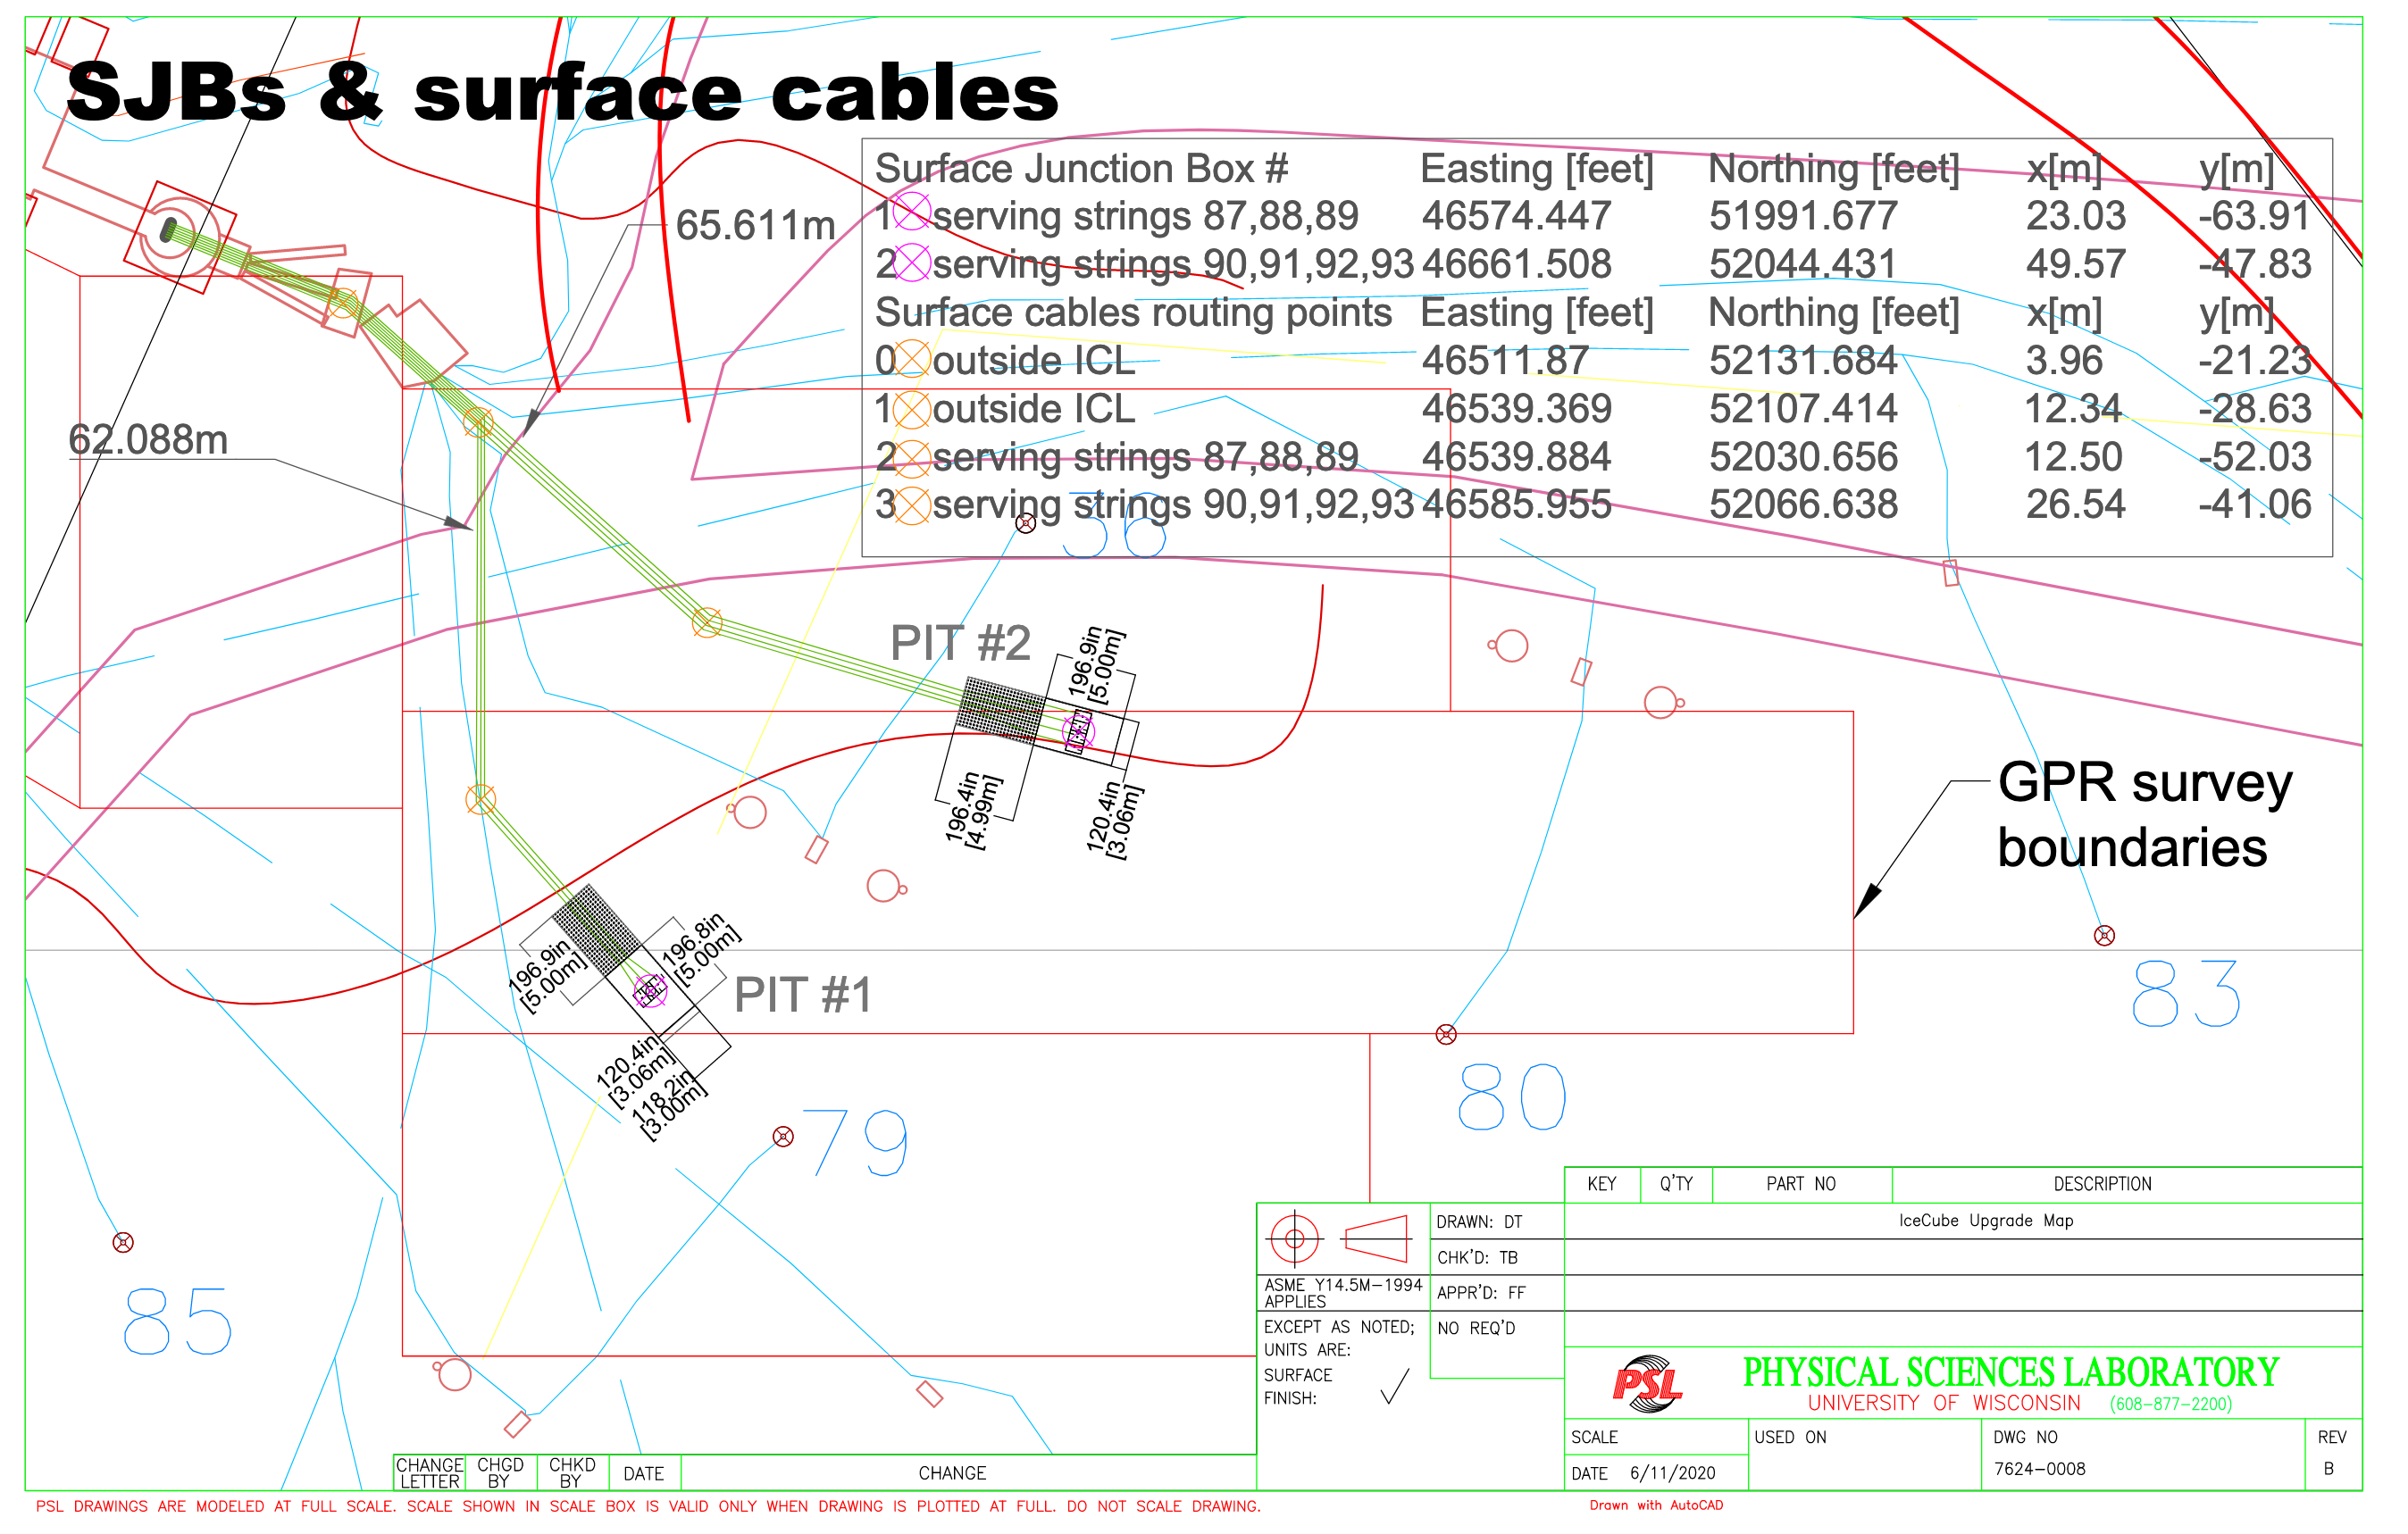 SJBs & surface cables
65.611m
62.088m
Surface Junction Box # Easting [feet] Northing [feet] x[m] y[m]
1 serving strings 87,88,89 46574.447 51991.677 23.03 -63.91
2 serving strings 90,91,92,93 46661.508 52044.431 49.57 -47.83
Surface cables routing points Easting [feet] Northing [feet] x[m] y[m]
0 outside ICL 46511.87 52131.684 3.96 -21.23
1 outside ICL 46539.369 52107.414 12.34 -28.63
2 serving strings 87,88,89 46539.884 52030.656 12.50 -52.03
3 serving strings 90,91,92,93 46585.955 52066.638 26.54 -41.06
36
PIT #2
196.9in
[5.00m]
196.4in
[4.99m]
120.4in
[3.06m]
GPR survey
boundaries
196.9in
[5.00m]
196.8in
[5.00m]
PIT #1
120.4in
[3.06m]
118.2in
[3.00m]
83
80
79
85
KEY Q'TY PART NO DESCRIPTION
IceCube Upgrade Map
DRAWN: DT
CHK'D: TB
ASME Y14.5M-1994
APPLIES
APPR'D: FF
EXCEPT AS NOTED;
UNITS ARE:
SURFACE
FINISH:
NO REQ'D
PSL
PHYSICAL SCIENCES LABORATORY
UNIVERSITY OF WISCONSIN (608-877-2200)
SCALE
USED ON
DWG NO
REV
DATE 6/11/2020
7624-0008
B
CHANGE
LETTER
CHGD
BY
CHKD
BY
DATE
CHANGE
PSL DRAWINGS ARE MODELED AT FULL SCALE. SCALE SHOWN IN SCALE BOX IS VALID ONLY WHEN DRAWING IS PLOTTED AT FULL. DO NOT SCALE DRAWING.
Drawn with AutoCAD